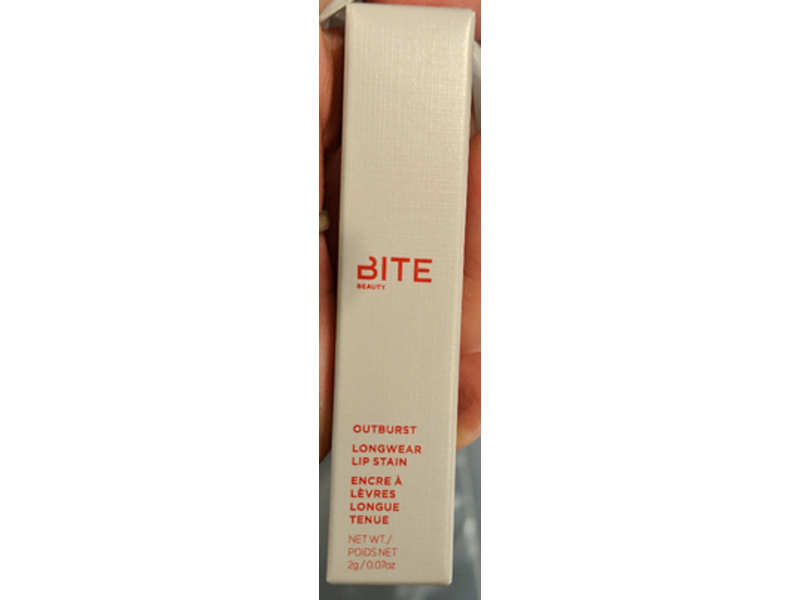 BITE
BEAUTY
OUTBURST
LONGWEAR
LIP STAIN
ENCRE À
LÈVRES
LONGUE
TENUE
NET WT./
POIDS NET
2g / 0.07oz